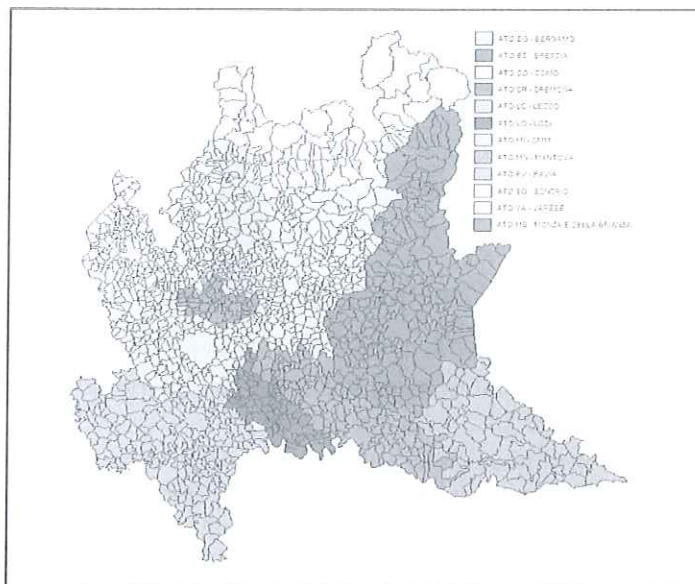 ATO BG - BERGAMO
ATO BS - BRESCIA
ATO CO - COMO
ATO CR - CREMONA
ATO LC - LECCO
ATO LO - LODI
ATO MI
ATO MN - MANTOVA
ATO PV - PAVIA
ATO SO - SONDRIO
ATO VA - VARESE
ATO MB - MONZA E DELLA BRIANZA